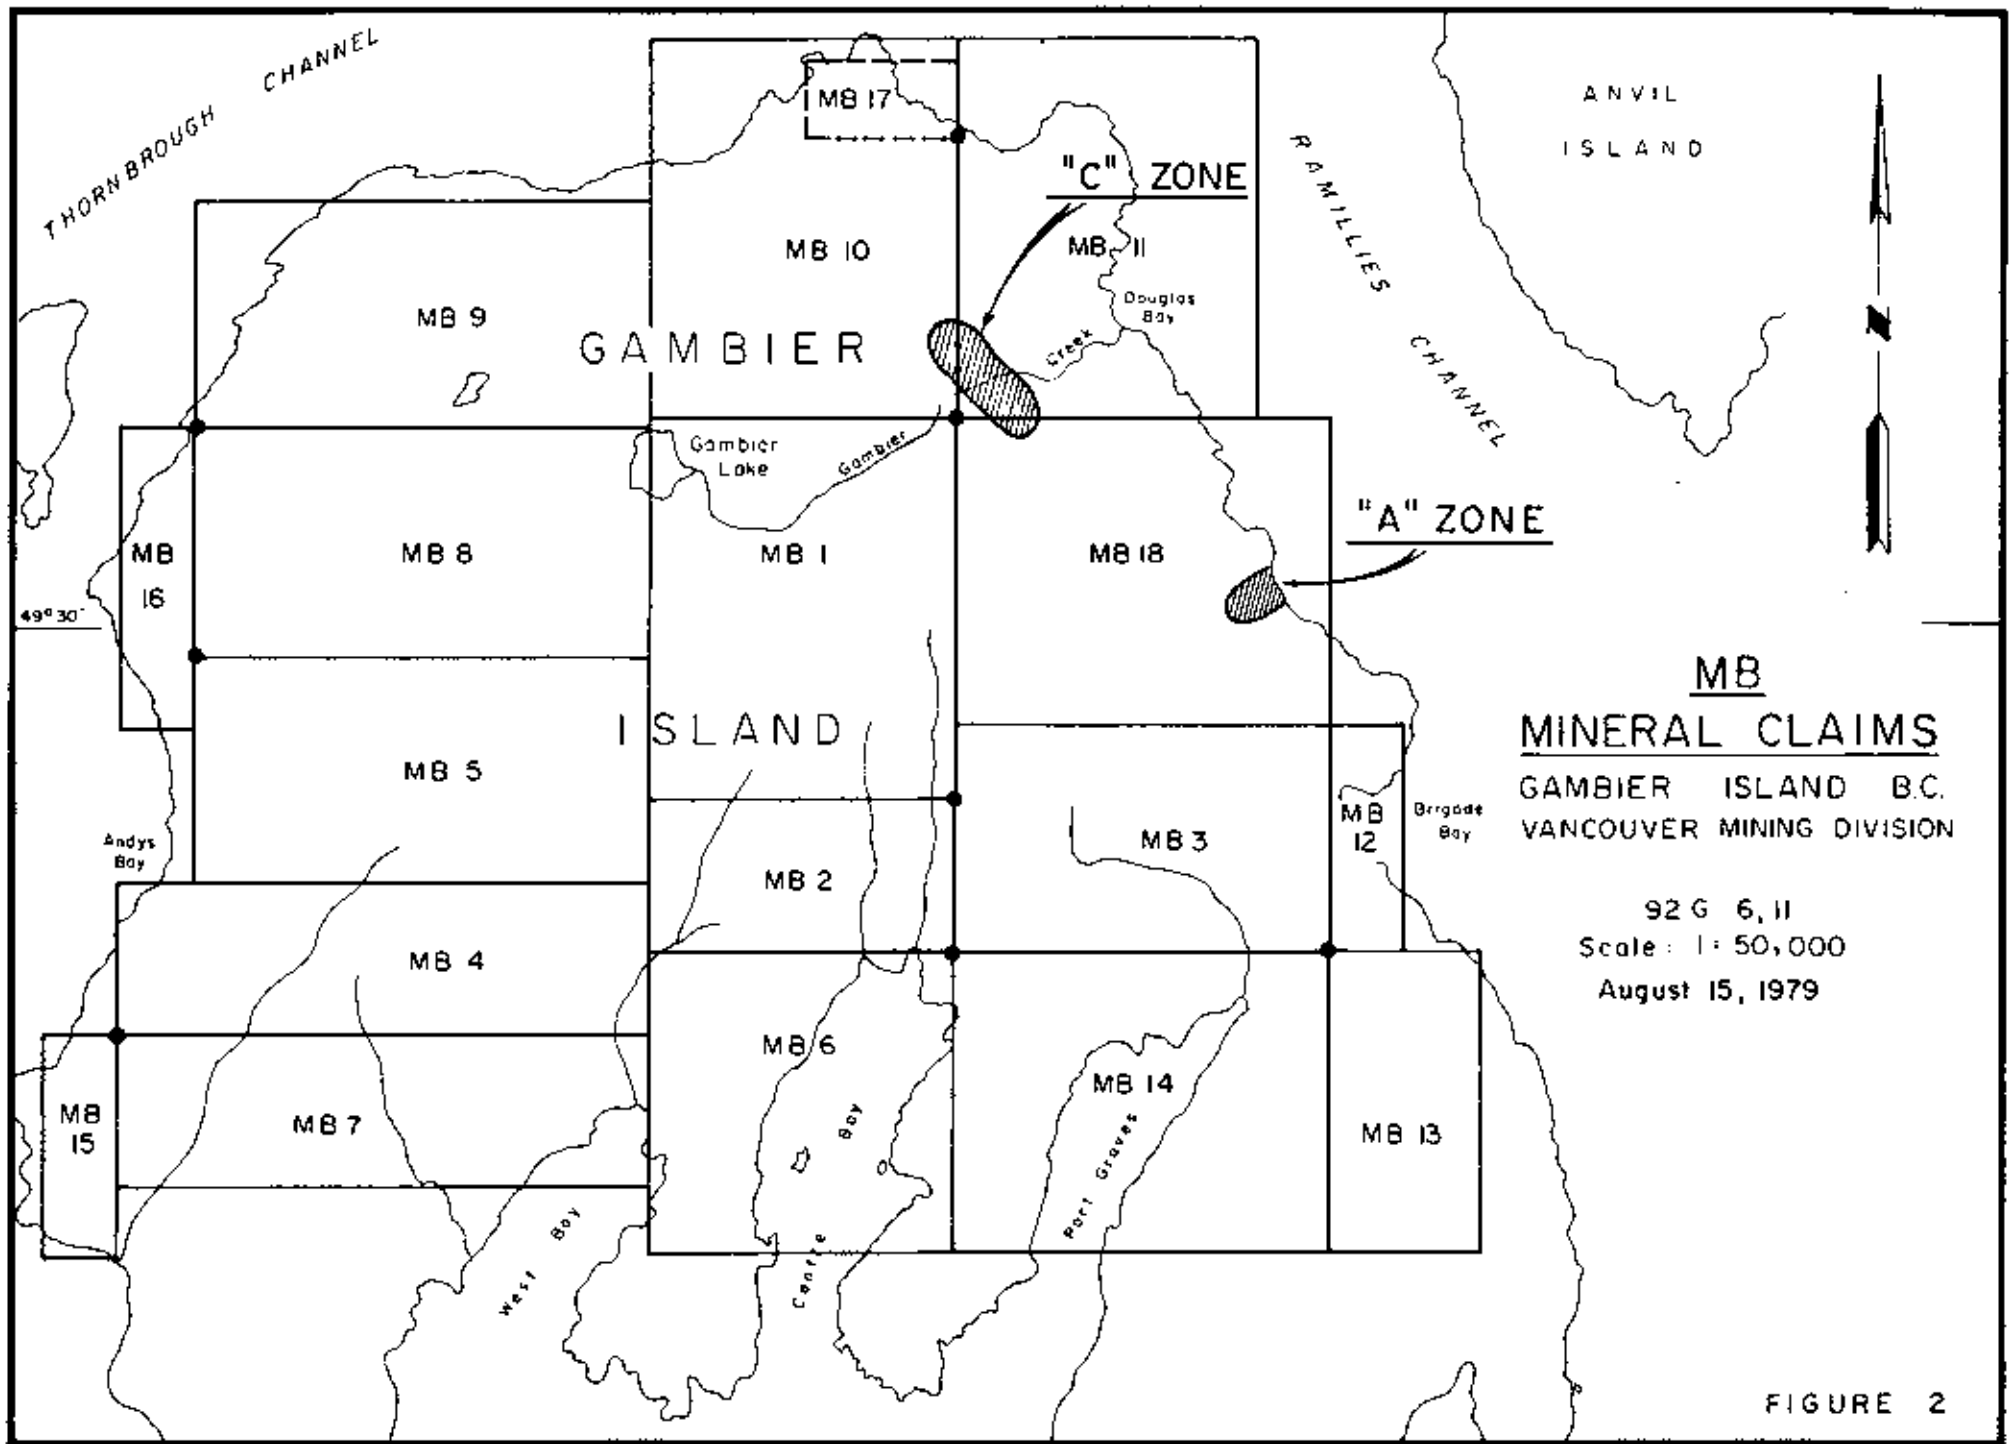 THORNBROUGH CHANNEL
ANVIL
ISLAND
MB 17
"C" ZONE
RAMILLIES CHANNEL
MB 10
MB 11
MB 9
Douglas
Bay
GAMBIER
Creek
N
Gambier
Lake
Gambier
"A" ZONE
MB
16
MB 8
MB 1
MB 18
49°30'
MB
MINERAL CLAIMS
GAMBIER ISLAND B.C.
VANCOUVER MINING DIVISION
ISLAND
MB 5
MB
12
Brigade
Bay
Andys
Bay
MB 3
MB 2
92 G 6, 11
Scale : 1 : 50,000
August 15, 1979
MB 4
MB 6
MB 14
MB
15
MB 7
MB 13
Port Graves
West Bay
Centre Bay
FIGURE 2